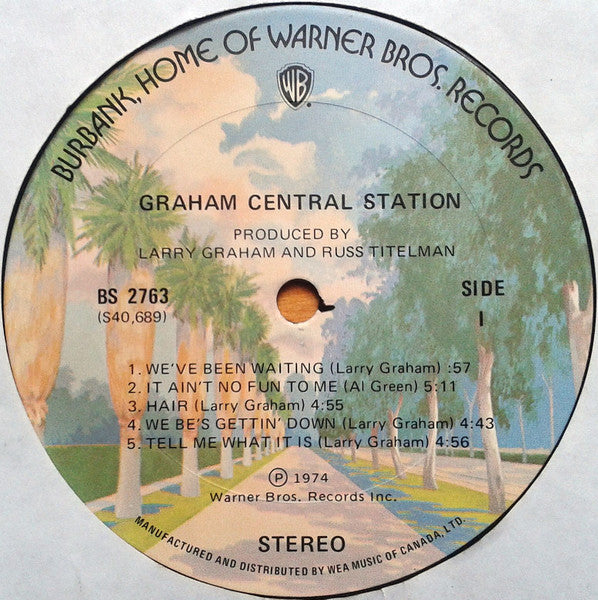 BURBANK, HOME OF WARNER BROS. RECORDS
WB
GRAHAM CENTRAL STATION
PRODUCED BY
LARRY GRAHAM AND RUSS TITELMAN
BS 2763
(S40,689)
SIDE
1
1. WE'VE BEEN WAITING (Larry Graham) :57
2. IT AIN'T NO FUN TO ME (Al Green) 5:11
3. HAIR (Larry Graham) 4:55
4. WE BE'S GETTIN' DOWN (Larry Graham) 4:43
5. TELL ME WHAT IT IS (Larry Graham) 4:56
Ⓟ 1974
Warner Bros. Records Inc.
STEREO
MANUFACTURED AND DISTRIBUTED BY WEA MUSIC OF CANADA, LTD.